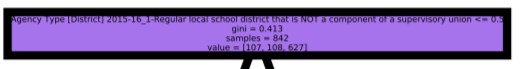 Agency Type [District] 2015-16_1-Regular local school district that is NOT a component of a supervisory union <= 0.5
gini = 0.413
samples = 842
value = [107, 108, 627]